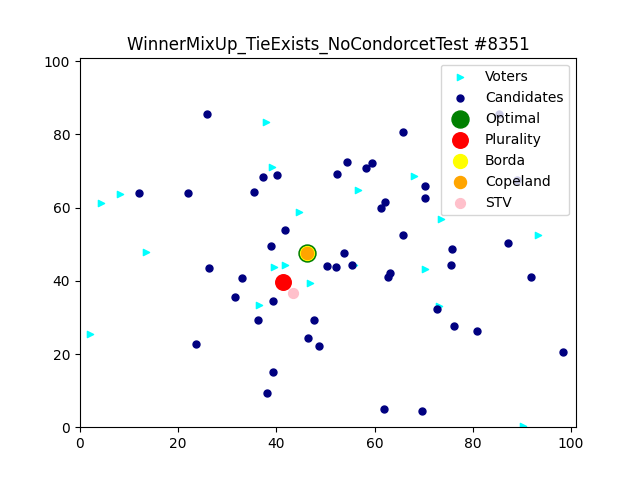 WinnerMixUp_TieExists_NoCondorcetTest #8351
100
80
60
40
20
0
0
20
40
60
80
100
Voters
Candidates
Optimal
Plurality
Borda
Copeland
STV